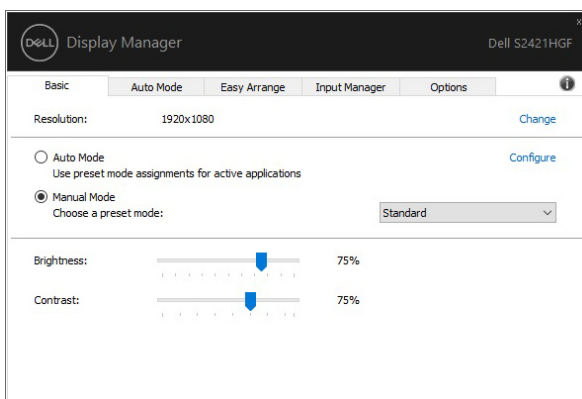 x
DELL Display Manager Dell S2421HGF
Basic Auto Mode Easy Arrange Input Manager Options
Resolution: 1920x1080 Change
Auto Mode Configure
Use preset mode assignments for active applications
Manual Mode
Choose a preset mode: Standard
Brightness: 75%
Contrast: 75%